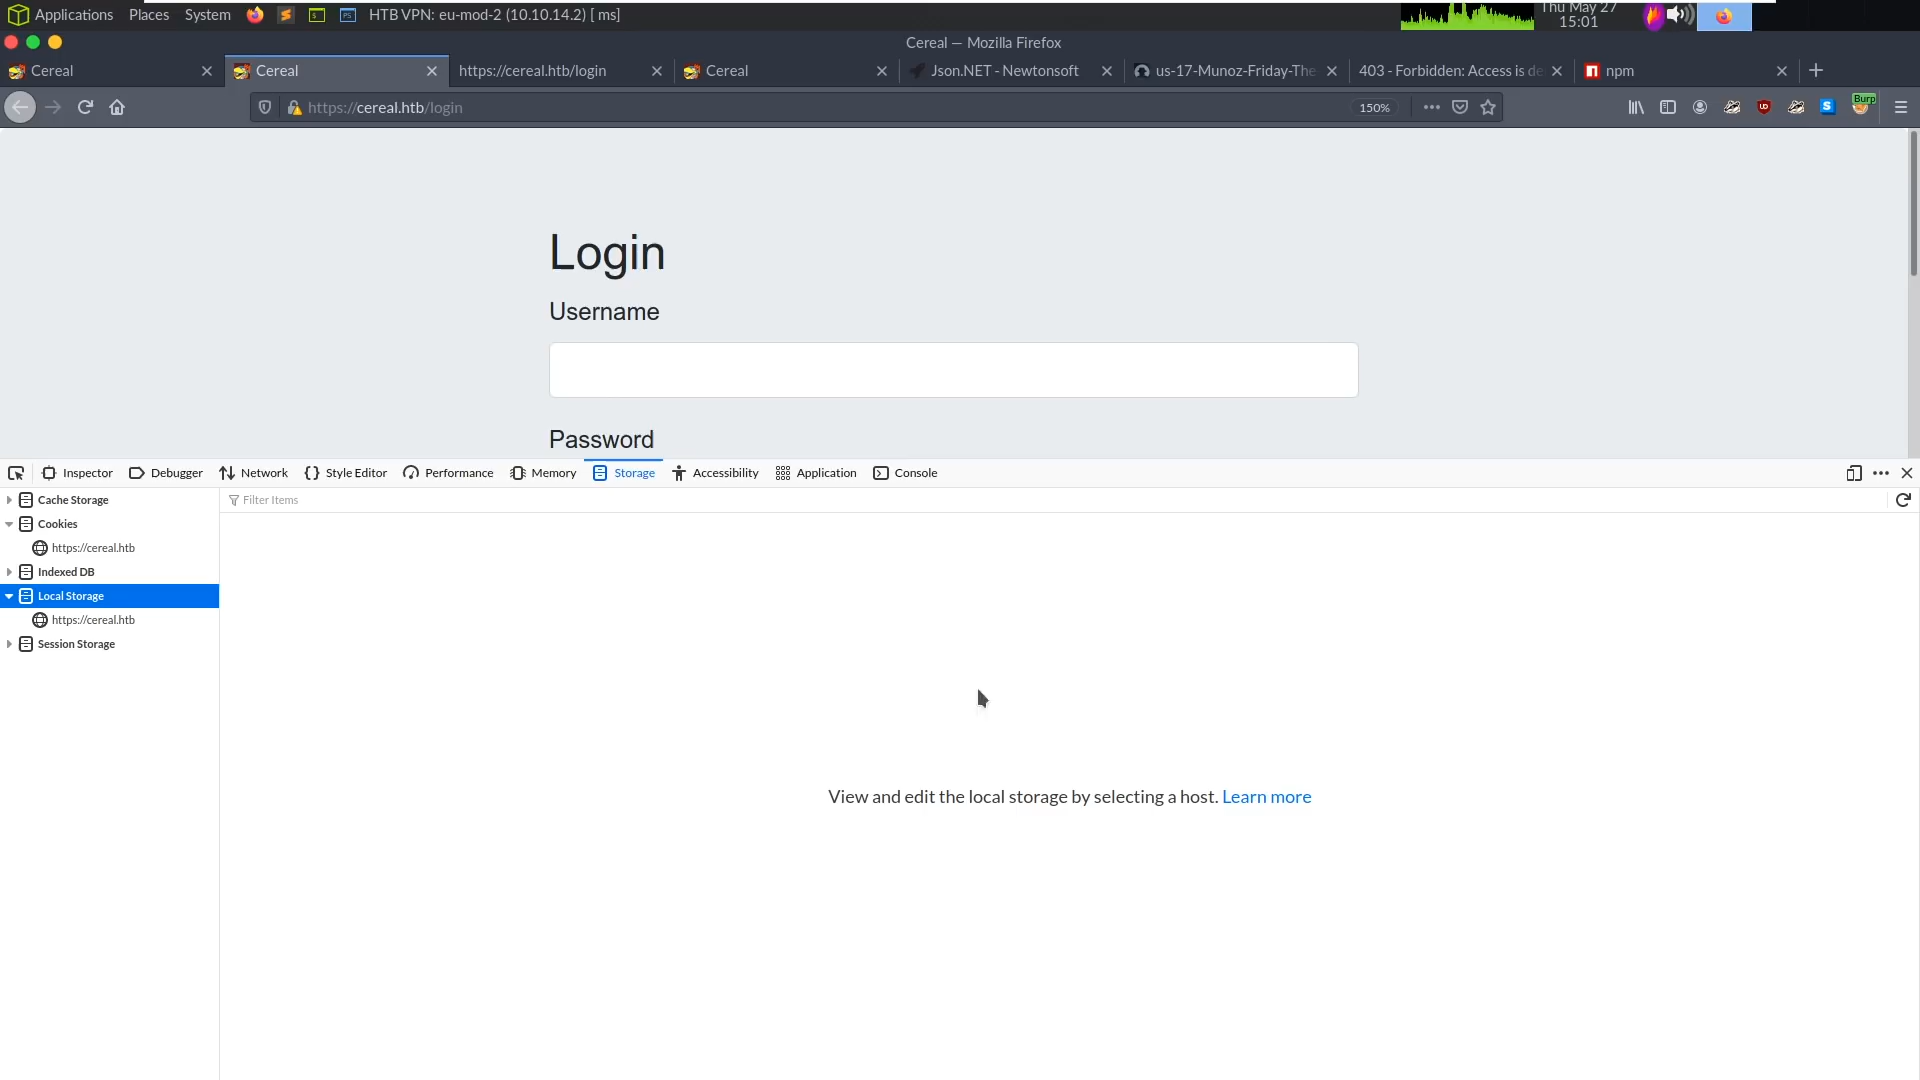 Applications Places System HTB VPN: eu-mod-2 (10.10.14.2) [ ms] Thu May 27
15:01
Cereal — Mozilla Firefox
Cereal Cereal https://cereal.htb/login Cereal Json.NET - Newtonsoft us-17-Munoz-Friday-The 403 - Forbidden: Access is de npm
https://cereal.htb/login 150% Burp
Login
Username
Password
Inspector Debugger Network Style Editor Performance Memory Storage Accessibility Application Console
Cache Storage
Filter Items
Cookies
https://cereal.htb
Indexed DB
Local Storage
https://cereal.htb
Session Storage
View and edit the local storage by selecting a host. Learn more